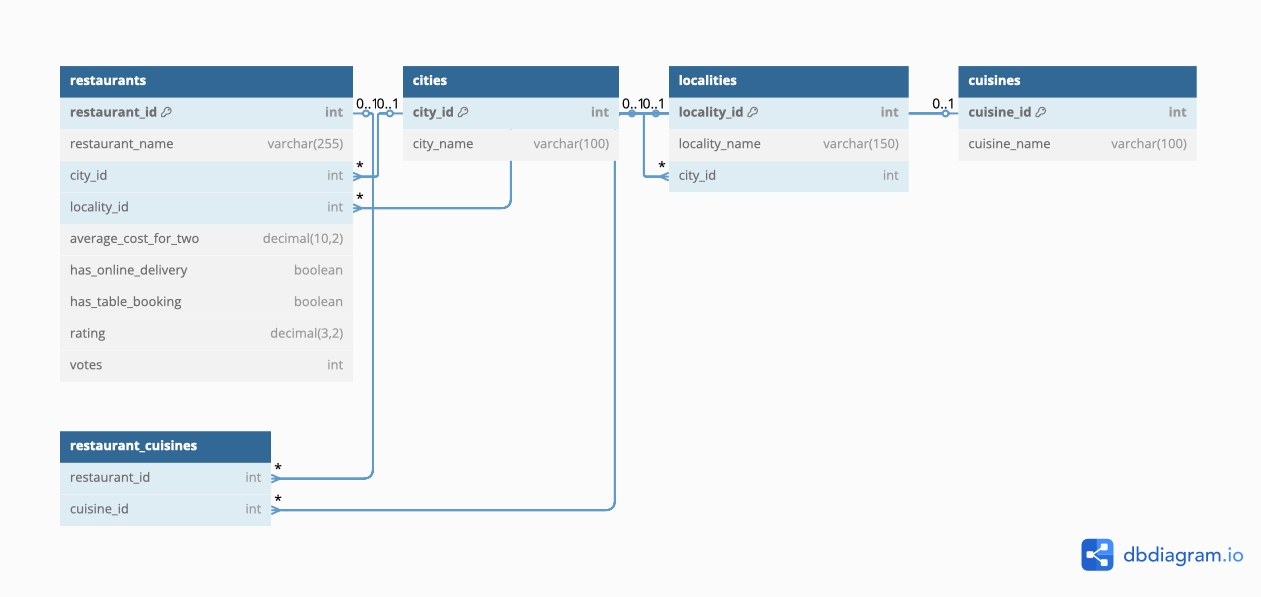 restaurants
restaurant_id int
restaurant_name varchar(255)
city_id int
locality_id int
average_cost_for_two decimal(10,2)
has_online_delivery boolean
has_table_booking boolean
rating decimal(3,2)
votes int
0..1 0..1
*
*
cities
city_id int
city_name varchar(100)
0..1 0..1
*
localities
locality_id int
locality_name varchar(150)
city_id int
0..1
cuisines
cuisine_id int
cuisine_name varchar(100)
restaurant_cuisines
restaurant_id int
cuisine_id int
*
*
dbdiagram.io